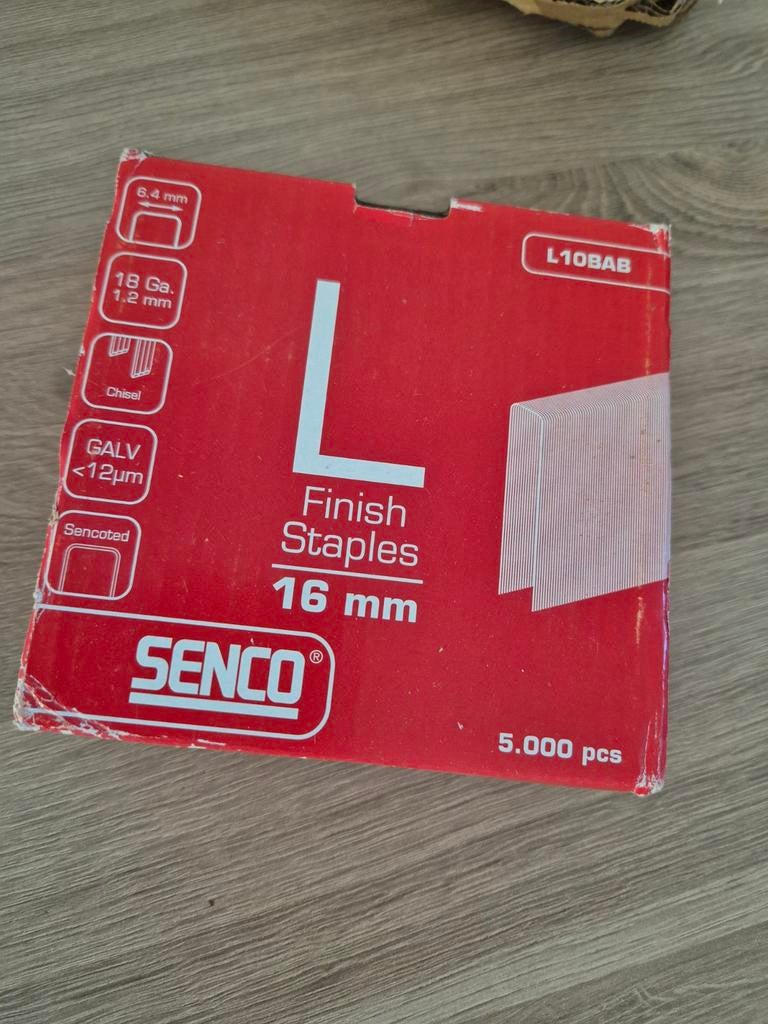 6.4 mm
L10BAB
18 Ga.
1.2 mm
Chisel
GALV
<12µm
Sencoted
L
Finish
Staples
16 mm
SENCO®
5.000 pcs